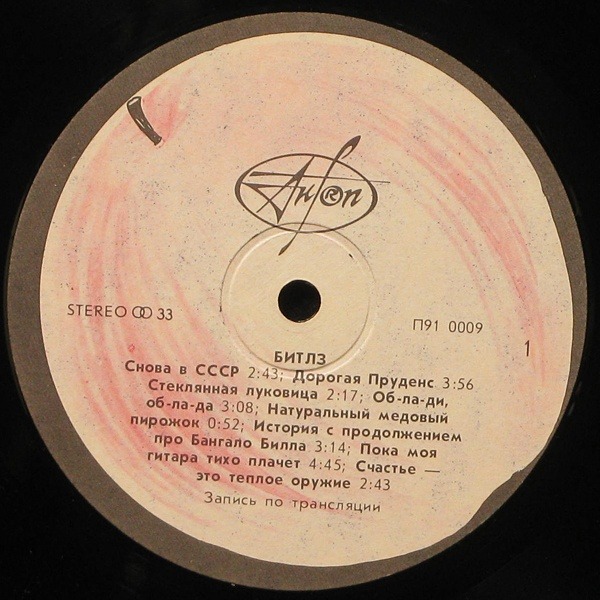 Antrop
STEREO 33
П91 0009
1
БИТЛЗ
Снова в СССР 2:43; Дорогая Пруденс 3:56
Стеклянная луковица 2:17; Об-ла-ди,
об-ла-да 3:08; Натуральный медовый
пирожок 0:52; История с продолжением
про Бангало Билла 3:14; Пока моя
гитара тихо плачет 4:45; Счастье —
это теплое оружие 2:43
Запись по трансляции